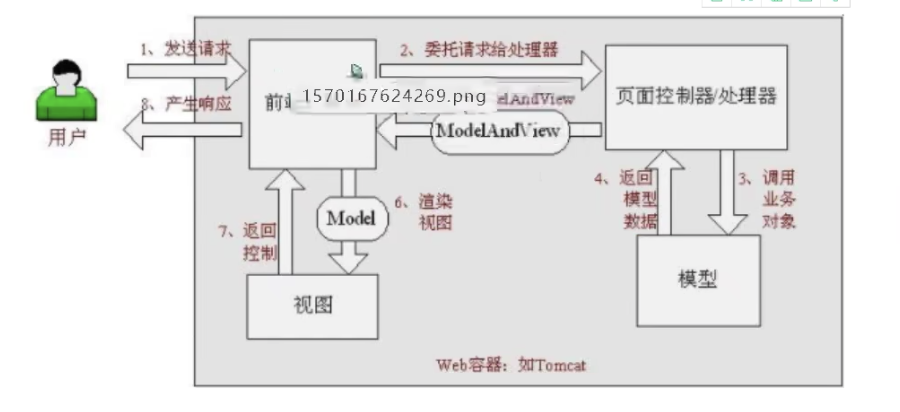 1、发送请求
2、委托请求给处理器
8、产生响应
用户
前
1570167624269.png
elAndView
ModelAndView
页面控制器/处理器
4、返回
模型
数据
3、调用
业务
对象
Model
6、渲染
视图
7、返回
控制
视图
模型
Web容器：如Tomcat